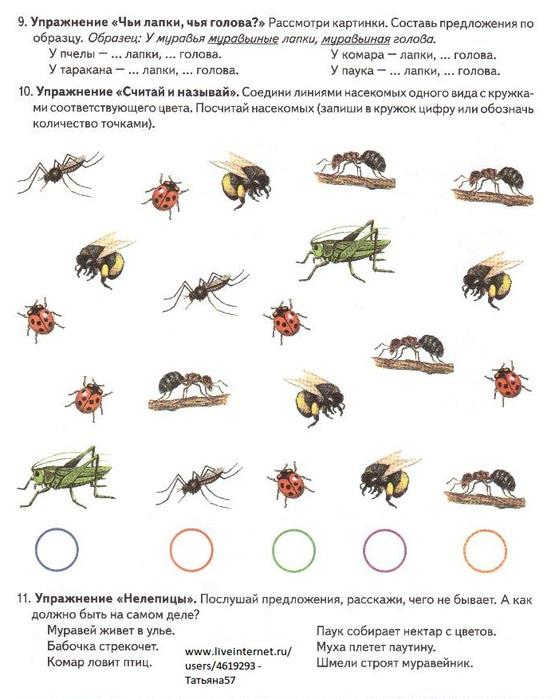 9. Упражнение «Чьи лапки, чья голова?» Рассмотри картинки. Составь предложения по
образцу. Образец: У муравья муравьиные лапки, муравьиная голова.
У пчелы – ... лапки, ... голова.
У комара – ... лапки, ... голова.
У таракана – ... лапки, ... голова.
У паука – ... лапки, ... голова.
10. Упражнение «Считай и называй». Соедини линиями насекомых одного вида с кружка-
ми соответствующего цвета. Посчитай насекомых (запиши в кружок цифру или обозначь
количество точками).
11. Упражнение «Нелепицы». Послушай предложения, расскажи, чего не бывает. А как
должно быть на самом деле?
Муравей живет в улье.
Бабочка стрекочет.
Комар ловит птиц.
www.liveinternet.ru/
users/4619293 -
Татьяна57
Паук собирает нектар с цветов.
Муха плетет паутину.
Шмели строят муравейник.